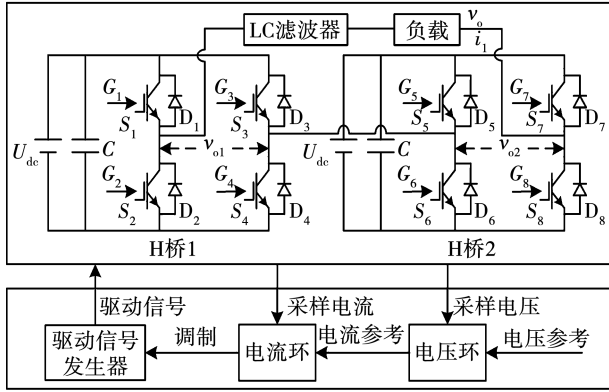 LC滤波器 负载 v_o
i_1
G_1 G_3 G_5 G_7
S_1 D_1 S_3 D_3 S_5 D_5 S_7 D_7
U_dc C v_o1 U_dc C v_o2
G_2 G_4 G_6 G_8
S_2 D_2 S_4 D_4 S_6 D_6 S_8 D_8
H桥1 H桥2
驱动信号 采样电流 采样电压
驱动信号发生器 调制 电流环 电流参考 电压环 电压参考